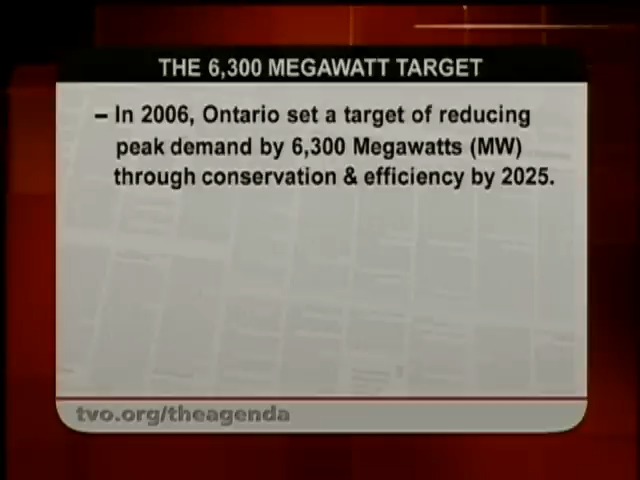 THE 6,300 MEGAWATT TARGET
– In 2006, Ontario set a target of reducing
peak demand by 6,300 Megawatts (MW)
through conservation & efficiency by 2025.
tvo.org/theagenda